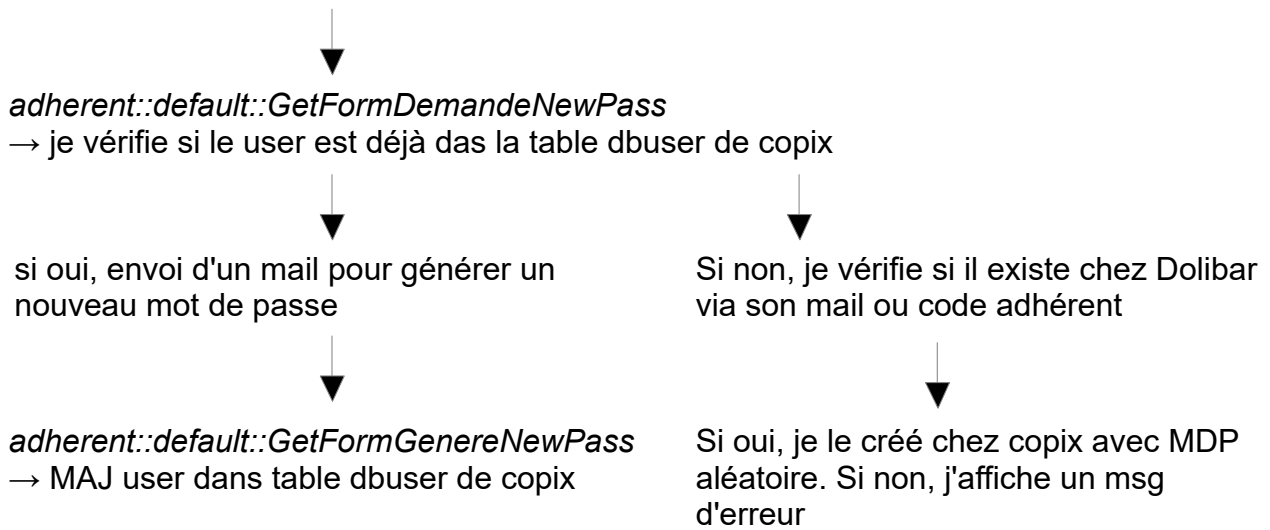 adherent::default::GetFormDemandeNewPass
→ je vérifie si le user est déjà das la table dbuser de copix
si oui, envoi d'un mail pour générer un
nouveau mot de passe
Si non, je vérifie si il existe chez Dolibar
via son mail ou code adhérent
adherent::default::GetFormGenereNewPass
→ MAJ user dans table dbuser de copix
Si oui, je le créé chez copix avec MDP
aléatoire. Si non, j'affiche un msg
d'erreur